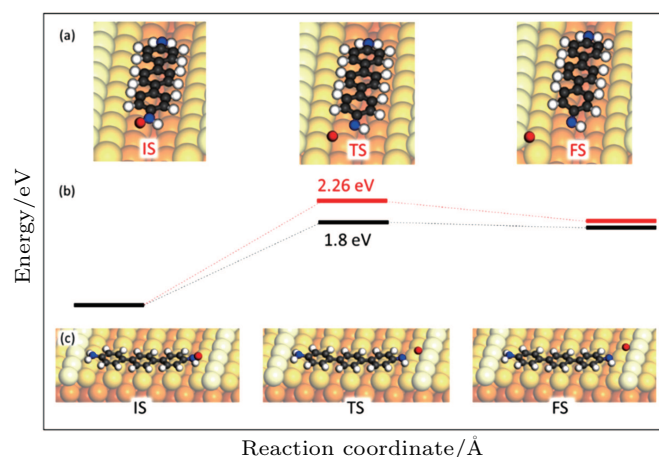 (a)
IS
TS
FS
Energy/eV
(b)
2.26 eV
1.8 eV
(c)
IS
TS
FS
Reaction coordinate/Å